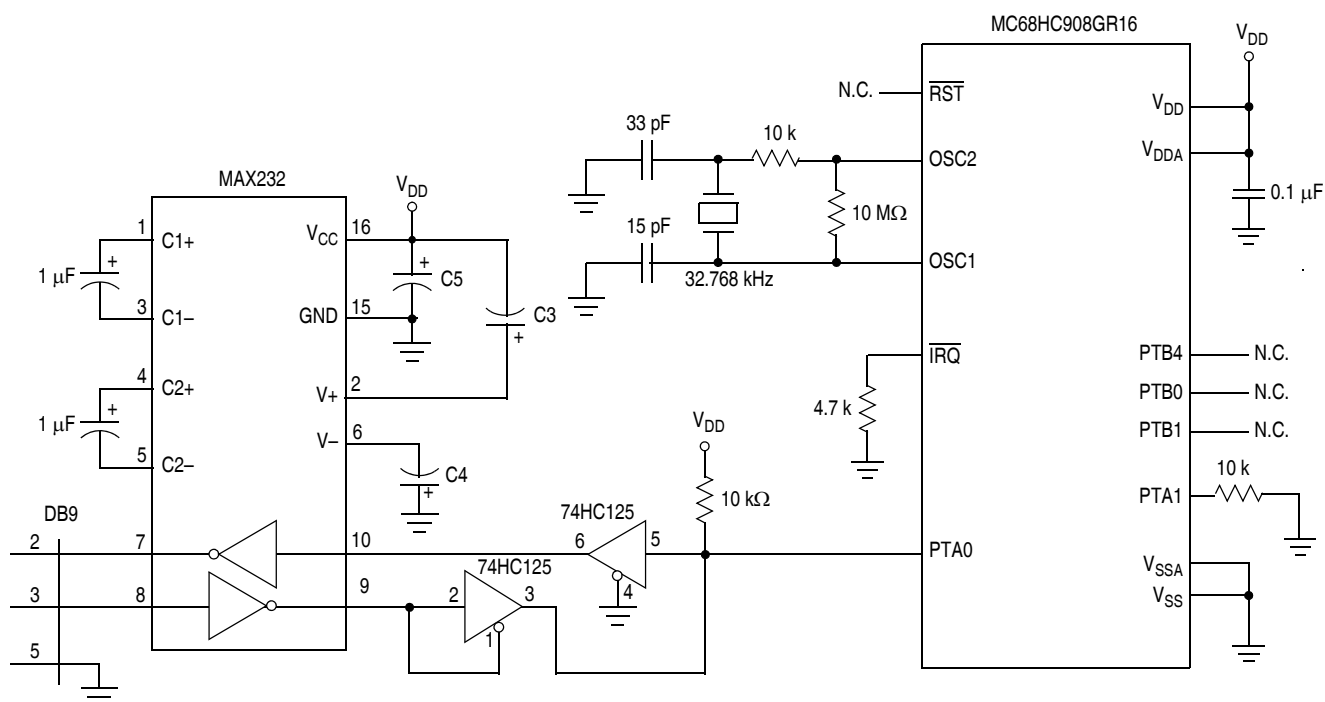 MC68HC908GR16
VDD
N.C.
RST
VDD
33 pF
10 k
OSC2
VDDA
MAX232
VDD
10 MΩ
0.1 µF
1
C1+
VCC
16
15 pF
1 µF
+
+
C5
32.768 kHz
OSC1
3
C1–
GND
15
C3
+
IRQ
PTB4
N.C.
4
C2+
V+
2
4.7 k
PTB0
N.C.
1 µF
+
VDD
PTB1
N.C.
V–
6
5
C2–
C4
+
10 k
10 kΩ
PTA1
DB9
74HC125
2
7
10
6
5
PTA0
74HC125
4
VSSA
3
8
9
2
3
VSS
1
5